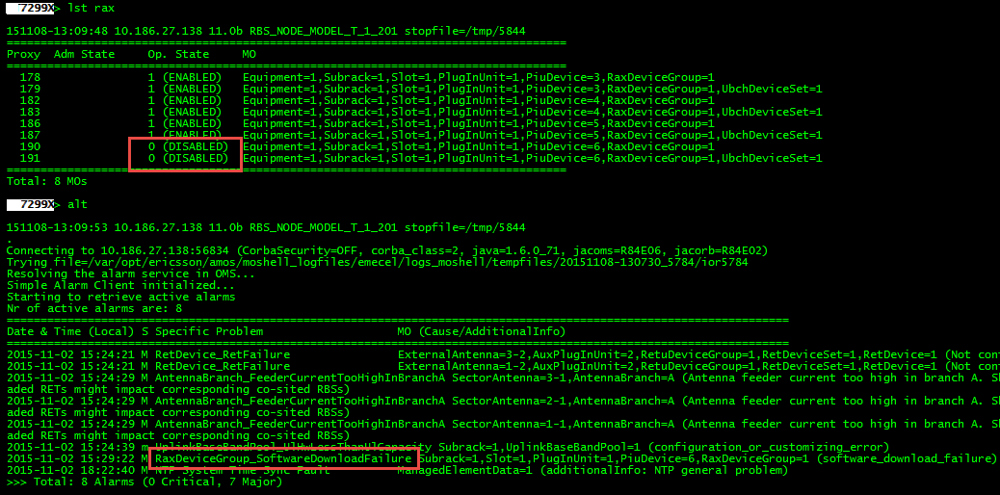 7299X> lst rax
151108-13:09:48 10.186.27.138 11.0b RBS_NODE_MODEL_T_1_201 stopfile=/tmp/5844
Proxy Adm State Op. State MO
178 1 (ENABLED) Equipment=1,Subrack=1,Slot=1,PlugInUnit=1,PiuDevice=3,RaxDeviceGroup=1
179 1 (ENABLED) Equipment=1,Subrack=1,Slot=1,PlugInUnit=1,PiuDevice=3,RaxDeviceGroup=1,UbchDeviceSet=1
182 1 (ENABLED) Equipment=1,Subrack=1,Slot=1,PlugInUnit=1,PiuDevice=4,RaxDeviceGroup=1
183 1 (ENABLED) Equipment=1,Subrack=1,Slot=1,PlugInUnit=1,PiuDevice=4,RaxDeviceGroup=1,UbchDeviceSet=1
186 1 (ENABLED) Equipment=1,Subrack=1,Slot=1,PlugInUnit=1,PiuDevice=5,RaxDeviceGroup=1
187 1 (ENABLED) Equipment=1,Subrack=1,Slot=1,PlugInUnit=1,PiuDevice=5,RaxDeviceGroup=1,UbchDeviceSet=1
190 0 (DISABLED) Equipment=1,Subrack=1,Slot=1,PlugInUnit=1,PiuDevice=6,RaxDeviceGroup=1
191 0 (DISABLED) Equipment=1,Subrack=1,Slot=1,PlugInUnit=1,PiuDevice=6,RaxDeviceGroup=1,UbchDeviceSet=1
Total: 8 MOs
7299X> alt
151108-13:09:53 10.186.27.138 11.0b RBS_NODE_MODEL_T_1_201 stopfile=/tmp/5844
.
Connecting to 10.186.27.138:56834 (CorbaSecurity=OFF, corba_class=2, java=1.6.0_71, jacoms=R84E06, jacorb=R84E02)
Trying file=/var/opt/ericsson/amos/moshell_logfiles/emecel/logs_moshell/tempfiles/20151108-130730_5784/ior5784
Resolving the alarm service in OMS...
Simple Alarm Client initialized...
Starting to retrieve active alarms
Nr of active alarms are: 8
Date & Time (Local) S Specific Problem MO (Cause/AdditionalInfo)
2015-11-02 15:24:21 M RetDevice_RetFailure ExternalAntenna=3-2,AuxPlugInUnit=2,RetuDeviceGroup=1,RetDeviceSet=1,RetDevice=1 (Not con
2015-11-02 15:24:21 M RetDevice_RetFailure ExternalAntenna=1-2,AuxPlugInUnit=2,RetuDeviceGroup=1,RetDeviceSet=1,RetDevice=1 (Not con
2015-11-02 15:24:29 M AntennaBranch_FeederCurrentTooHighInBranchA SectorAntenna=3-1,AntennaBranch=A (Antenna feeder current too high in branch A. Sh
aded RETs might impact corresponding co-sited RBSs)
2015-11-02 15:24:29 M AntennaBranch_FeederCurrentTooHighInBranchA SectorAntenna=2-1,AntennaBranch=A (Antenna feeder current too high in branch A. Sh
aded RETs might impact corresponding co-sited RBSs)
2015-11-02 15:24:29 M AntennaBranch_FeederCurrentTooHighInBranchA SectorAntenna=1-1,AntennaBranch=A (Antenna feeder current too high in branch A. Sh
aded RETs might impact corresponding co-sited RBSs)
2015-11-02 15:24:39 m UplinkBaseBandPool_UlHwLessThanUlCapacity Subrack=1,UplinkBaseBandPool=1 (configuration_or_customizing_error)
2015-11-02 15:29:22 M RaxDeviceGroup_SoftwareDownloadFailure Subrack=1,Slot=1,PlugInUnit=1,PiuDevice=6,RaxDeviceGroup=1 (software_download_failure)
2015-11-02 18:22:40 M NTP System Time Sync Fault ManagedElementData=1 (additionalInfo: NTP general problem)
>>> Total: 8 Alarms (0 Critical, 7 Major)